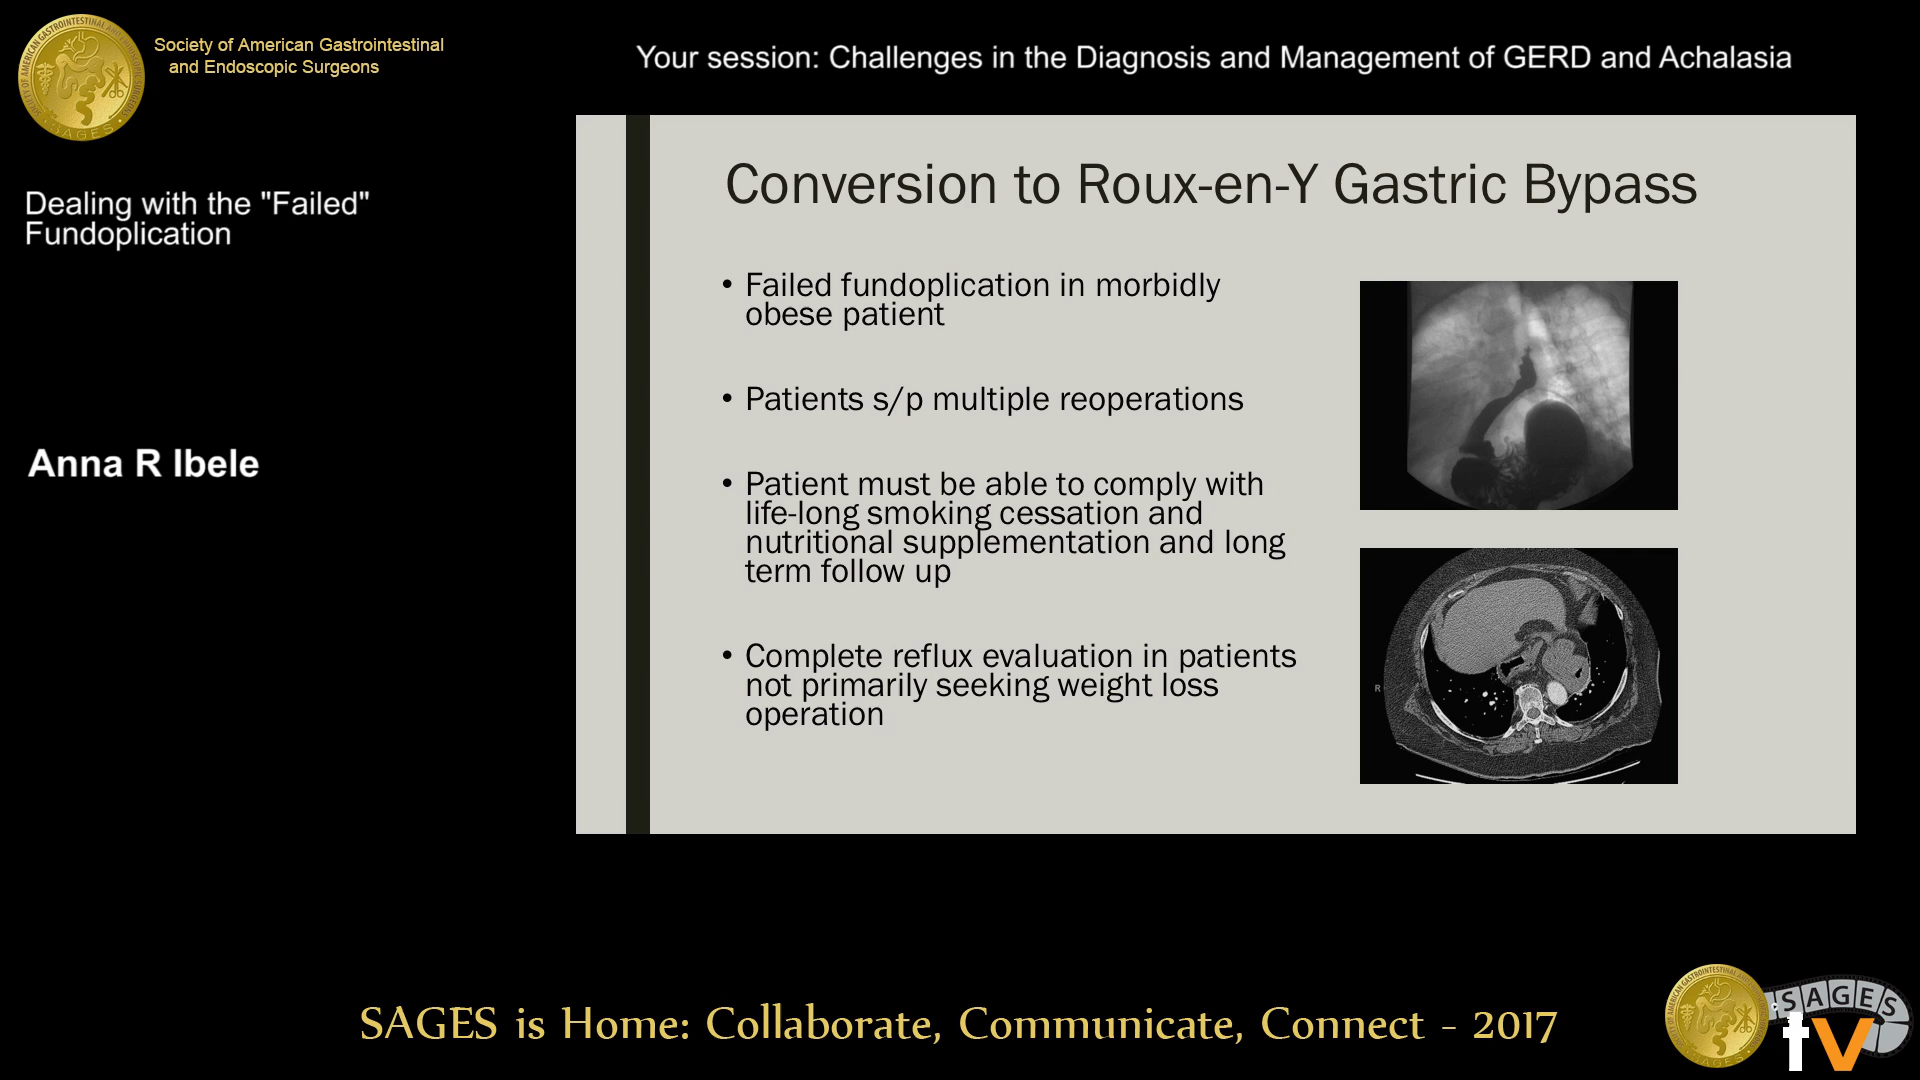 Society of American Gastrointestinal
and Endoscopic Surgeons
Your session: Challenges in the Diagnosis and Management of GERD and Achalasia
Dealing with the "Failed"
Fundoplication
Anna R Ibele
Conversion to Roux-en-Y Gastric Bypass
• Failed fundoplication in morbidly
obese patient
• Patients s/p multiple reoperations
• Patient must be able to comply with
life-long smoking cessation and
nutritional supplementation and long
term follow up
• Complete reflux evaluation in patients
not primarily seeking weight loss
operation
R
SAGES is Home: Collaborate, Communicate, Connect - 2017
SAGES
tv